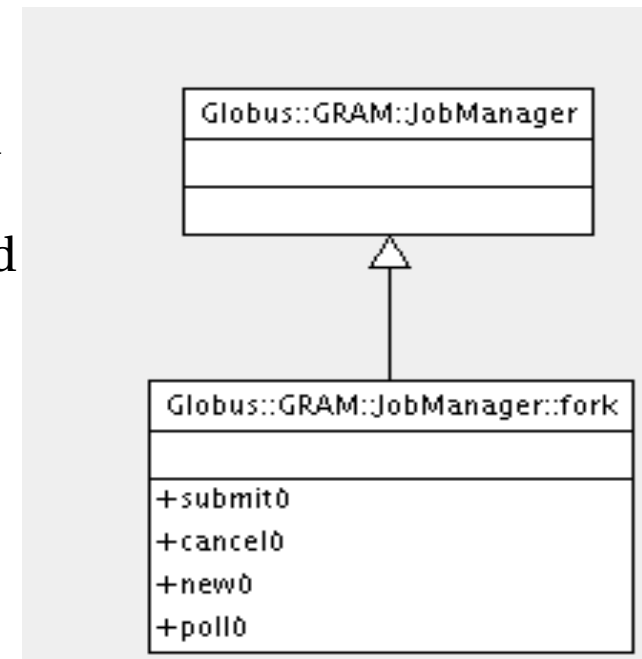 Globus::GRAM::JobManager
d
Globus::GRAM::JobManager::fork
+submit()
+cancel()
+new()
+poll()